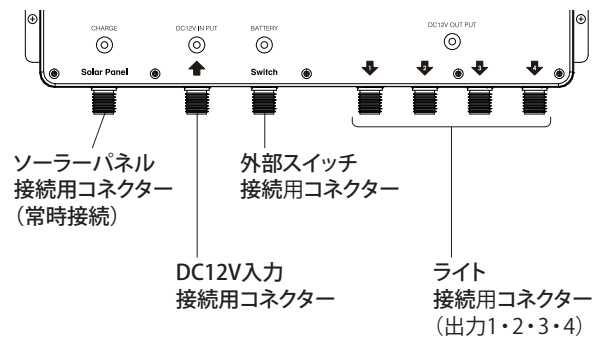 CHARGE
DC12V IN PUT
BATTERY
DC12V OUT PUT
Solar Panel
Switch
1
2
3
4
ソーラーパネル
接続用コネクター
（常時接続）
外部スイッチ
接続用コネクター
DC12V入力
接続用コネクター
ライト
接続用コネクター
（出力1・2・3・4）